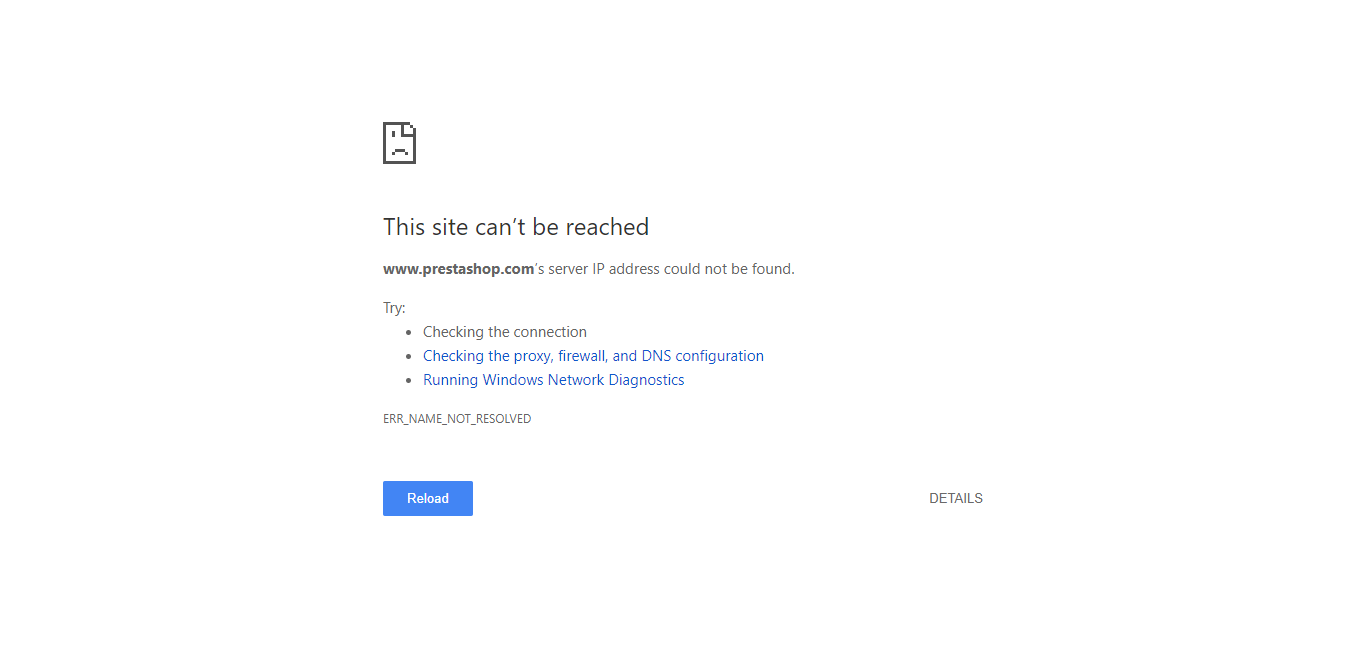 This site can’t be reached
www.prestashop.com’s server IP address could not be found.
Try:
Checking the connection
Checking the proxy, firewall, and DNS configuration
Running Windows Network Diagnostics
ERR_NAME_NOT_RESOLVED
Reload
DETAILS